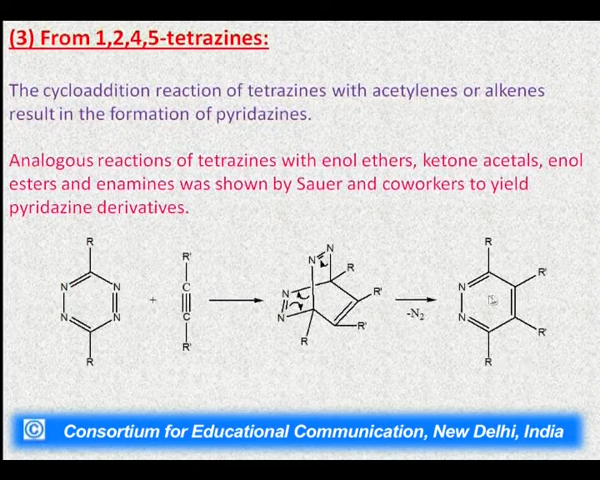 (3) From 1,2,4,5-tetrazines:
The cycloaddition reaction of tetrazines with acetylenes or alkenes
result in the formation of pyridazines.
Analogous reactions of tetrazines with enol ethers, ketone acetals, enol
esters and enamines was shown by Sauer and coworkers to yield
pyridazine derivatives.
R N N N N R
+
R' C C R'
N N N N R R' R' R
-N₂
R N N R' R' R
© Consortium for Educational Communication, New Delhi, India